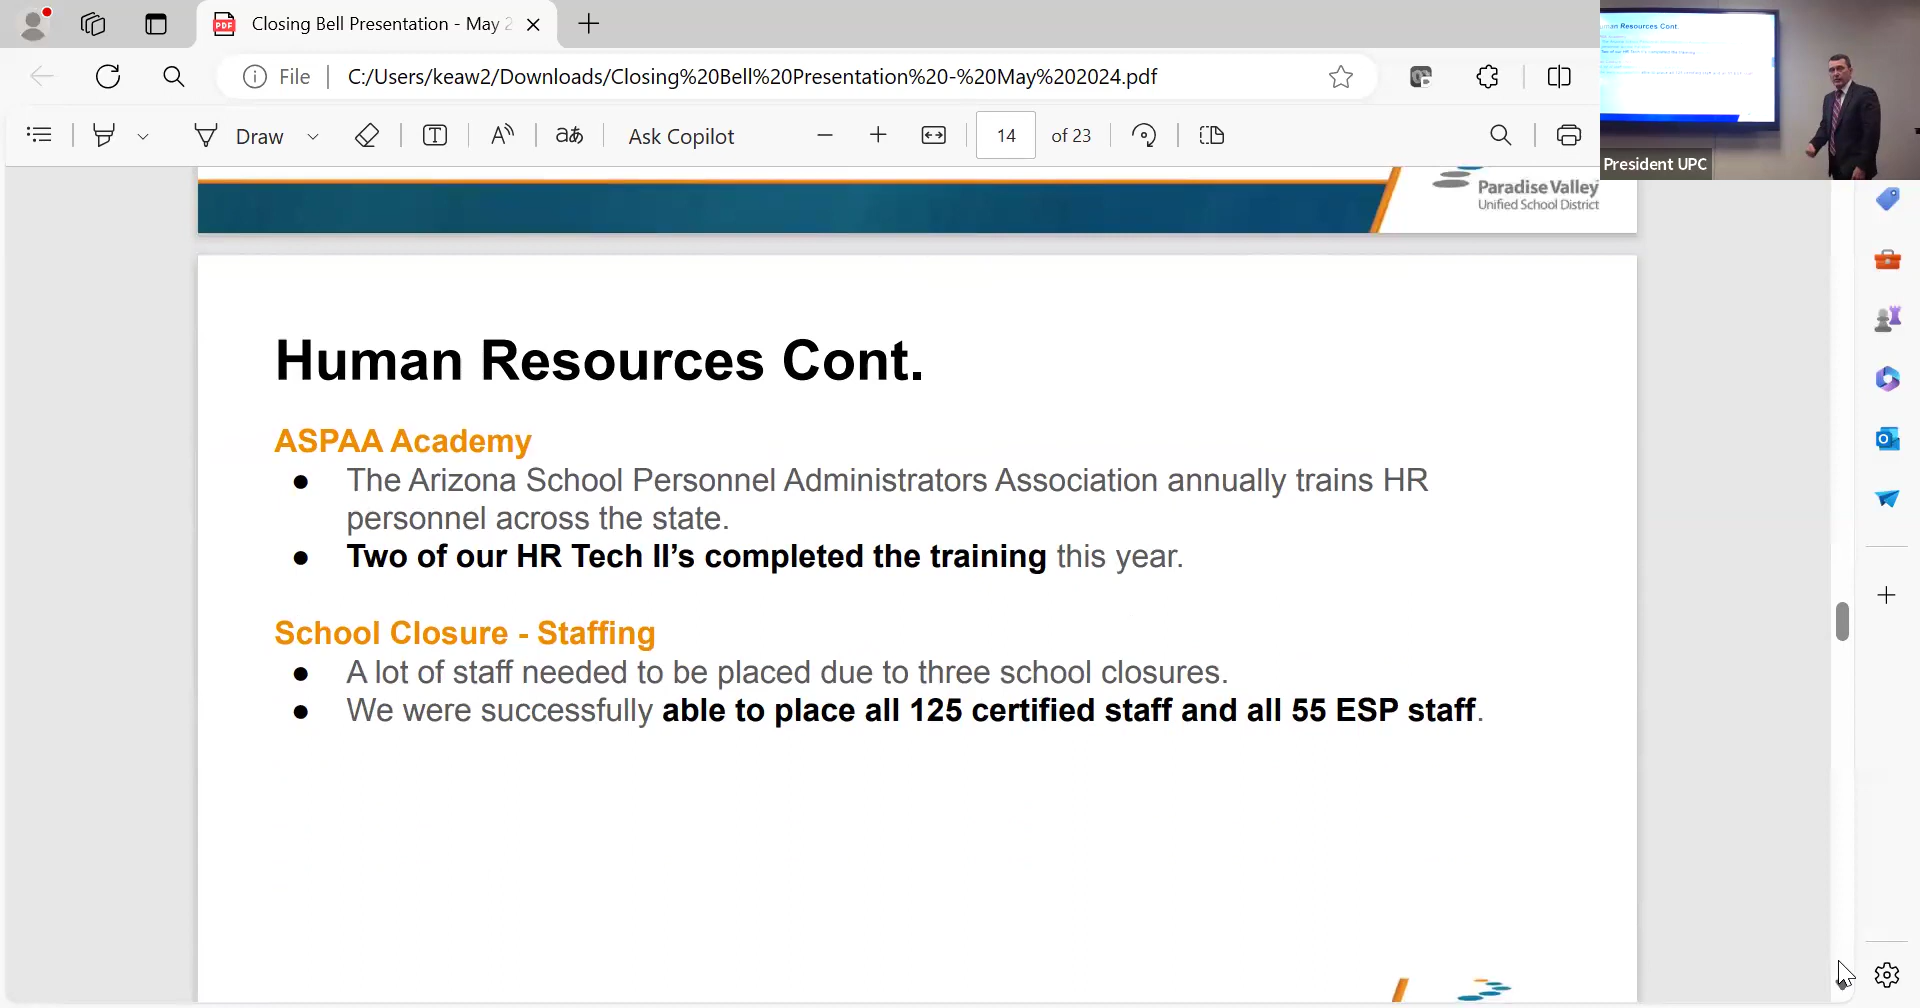 Closing Bell Presentation - May 2
File
C:/Users/keaw2/Downloads/Closing%20Bell%20Presentation%20-%20May%202024.pdf
Draw
Ask Copilot
14
of 23
Human Resources Cont.
President UPC
Paradise Valley
Unified School District
Human Resources Cont.
ASPAA Academy
● The Arizona School Personnel Administrators Association annually trains HR
personnel across the state.
● Two of our HR Tech II’s completed the training this year.
School Closure - Staffing
● A lot of staff needed to be placed due to three school closures.
● We were successfully able to place all 125 certified staff and all 55 ESP staff.